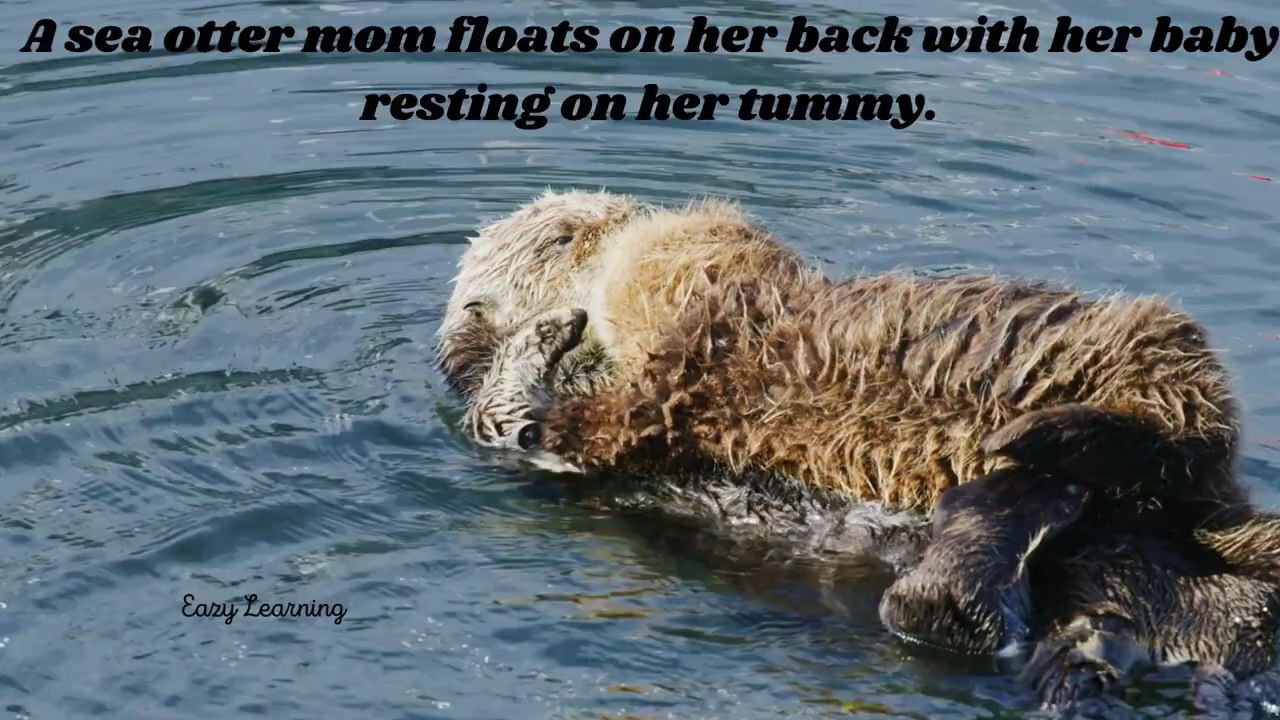 A sea otter mom floats on her back with her baby
resting on her tummy.
Eazy Learning